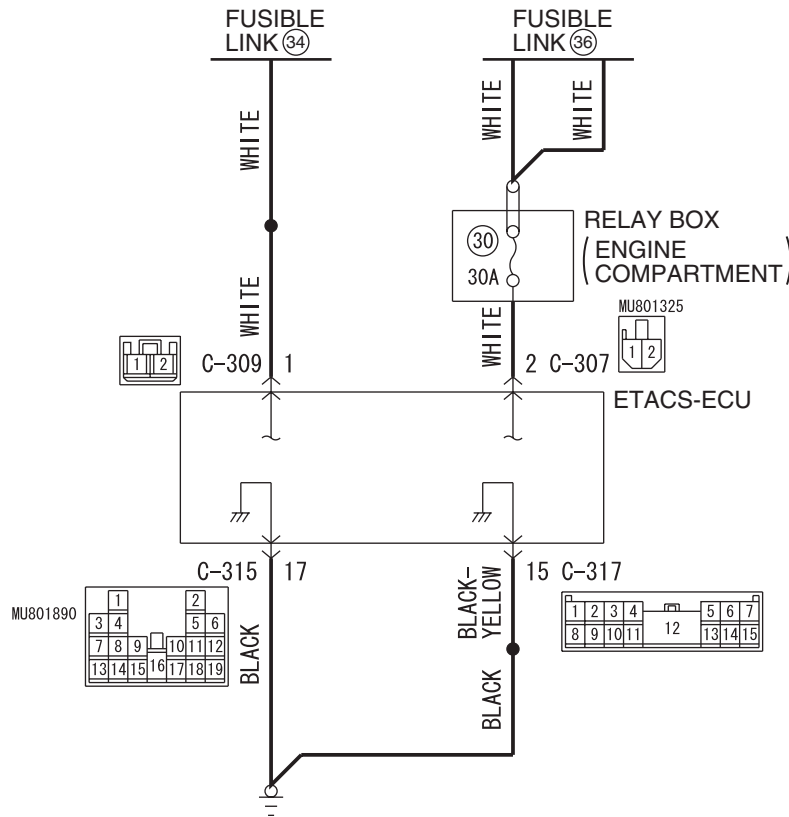 FUSIBLE
LINK 34
FUSIBLE
LINK 36
WHITE
WHITE
WHITE
WHITE
30
30A
RELAY BOX
(ENGINE
COMPARTMENT)
WHITE
MU801325
1 2
1 2
C-309 1
2 C-307
ETACS-ECU
C-315 17
15 C-317
MU801890
1 2
3 4 5 6
7 8 9 10 11 12
13 14 15 16 17 18 19
BLACK
BLACK-
YELLOW
1 2 3 4 5 6 7
8 9 10 11 12 13 14 15
BLACK